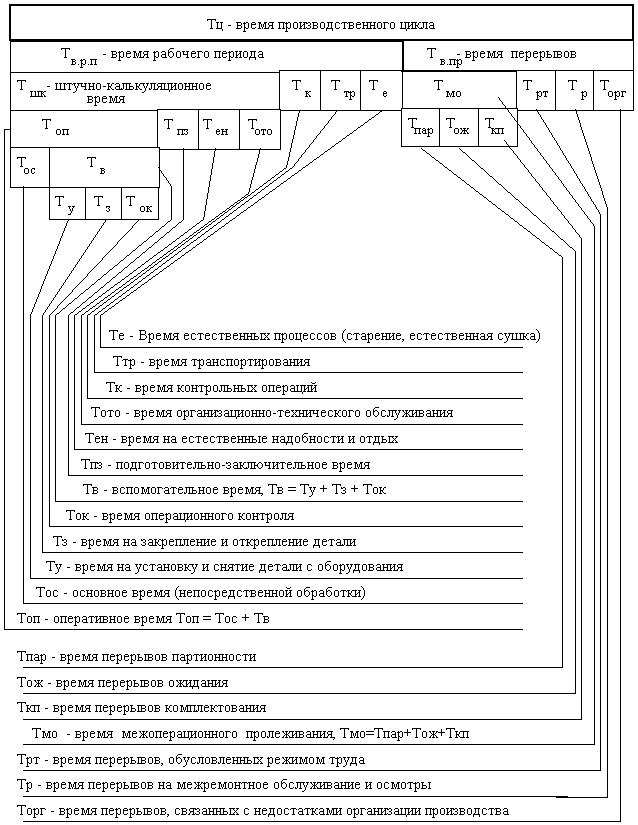 Тц - время производственного цикла
Тв.р.п - время рабочего периода
Тв.пр- время перерывов
Тшк- штучно-калькуляционное
время
Тк
Ттр
Те
Тмо
Трт
Тр
Торг
Топ
Тпз
Тен
Тото
Тпар
Тож
Ткп
Тос
Тв
Ту
Тз
Ток
Те - Время естественных процессов (старение, естественная сушка)
Ттр - время транспортирования
Тк - время контрольных операций
Тото - время организационно-технического обслуживания
Тен - время на естественные надобности и отдых
Тпз - подготовительно-заключительное время
Тв - вспомогательное время, Тв = Ту + Тз + Ток
Ток - время операционного контроля
Тз - время на закрепление и открепление детали
Ту - время на установку и снятие детали с оборудования
Тос - основное время (непосредственной обработки)
Топ - оперативное время Топ = Тос + Тв
Тпар - время перерывов партионности
Тож - время перерывов ожидания
Ткп - время перерывов комплектования
Тмо - время межоперационного пролеживания, Тмо=Тпар+Тож+Ткп
Трт - время перерывов, обусловленных режимом труда
Тр - время перерывов на межремонтное обслуживание и осмотры
Торг - время перерывов, связанных с недостатками организации производства